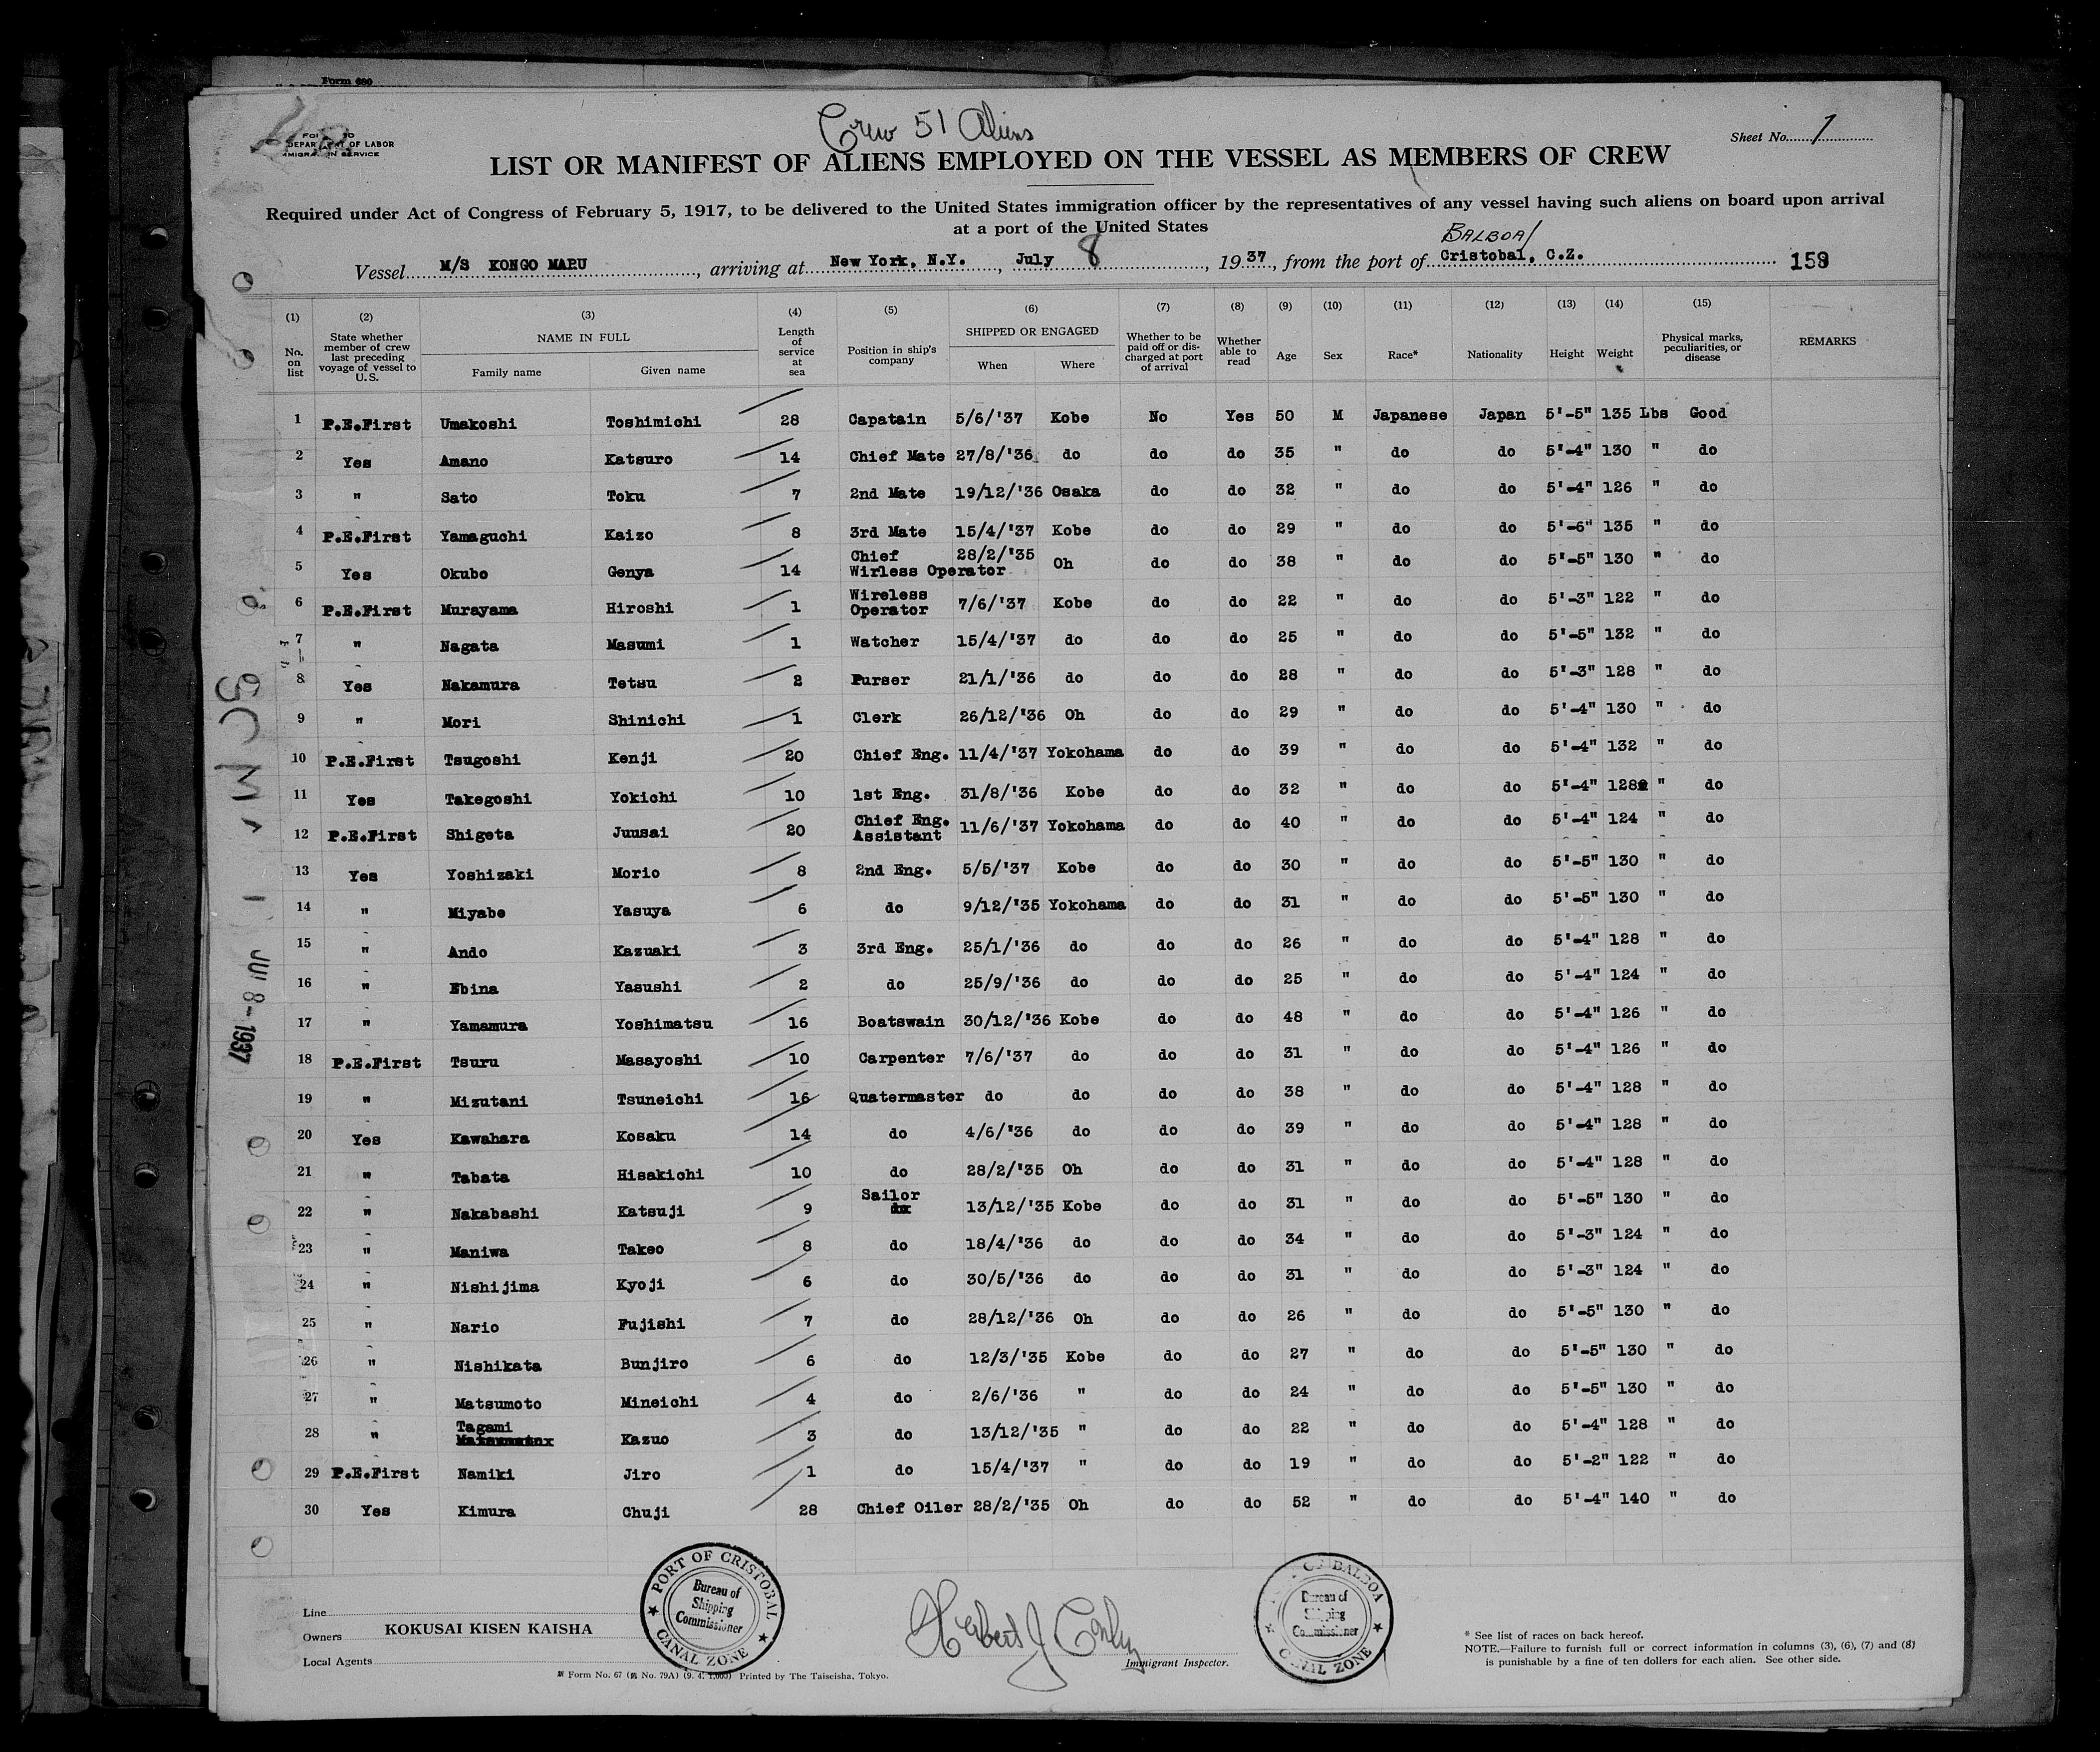 Form 680
Crew 51 Aliens
DEPARTMENT OF LABOR
IMMIGRATION SERVICE
Sheet No. 1
LIST OR MANIFEST OF ALIENS EMPLOYED ON THE VESSEL AS MEMBERS OF CREW
Required under Act of Congress of February 5, 1917, to be delivered to the United States immigration officer by the representatives of any vessel having such aliens on board upon arrival
at a port of the United States
BALBOA/
Vessel M/S KONGO MARU, arriving at New York, N.Y., July 8, 1937, from the port of Cristobal, C.Z. 159
(1) (2) (3) (4) (5) (6) (7) (8) (9) (10) (11) (12) (13) (14) (15)
No. on list State whether member of crew last preceding voyage of vessel to U.S. NAME IN FULL Family name Given name Length of service at sea Position in ship's company SHIPPED OR ENGAGED When Where Whether to be paid off or discharged at port of arrival Whether able to read Age Sex Race* Nationality Height Weight Physical marks, peculiarities, or disease REMARKS
1 P.E.First Umakoshi Toshimichi 28 Capatain 5/6/'37 Kobe No Yes 50 M Japanese Japan 5'-5" 135 Lbs Good
2 Yes Amano Katsuro 14 Chief Mate 27/8/'36 do do do 35 " do do 5'-4" 130 " do
3 " Sato Toku 7 2nd Mate 19/12/'36 Osaka do do 32 " do do 5'-4" 126 " do
4 P.E.First Yamaguchi Kaizo 8 3rd Mate 15/4/'37 Kobe do do 29 " do do 5'-6" 135 " do
5 Yes Okubo Genya 14 Chief Wirless Operator 28/2/'35 Oh do do 38 " do do 5'-5" 130 " do
6 P.E.First Murayama Hiroshi 1 Wireless Operator 7/6/'37 Kobe do do 22 " do do 5'-3" 122 " do
7 " Nagata Masumi 1 Watcher 15/4/'37 do do do 25 " do do 5'-5" 132 " do
8 Yes Nakamura Tetsu 2 Purser 21/1/'36 do do do 28 " do do 5'-3" 128 " do
9 " Mori Shinichi 1 Clerk 26/12/'36 Oh do do 29 " do do 5'-4" 130 " do
10 P.E.First Tsugoshi Kenji 20 Chief Eng. 11/4/'37 Yokohama do do 39 " do do 5'-4" 132 " do
11 Yes Takegoshi Yokichi 10 1st Eng. 31/8/'36 Kobe do do 32 " do do 5'-4" 128 " do
12 P.E.First Shigeta Junsai 20 Chief Eng. Assistant 11/6/'37 Yokohama do do 40 " do do 5'-4" 124 " do
13 Yes Yoshizaki Morio 8 2nd Eng. 5/5/'37 Kobe do do 30 " do do 5'-5" 130 " do
14 " Miyabe Yasuya 6 do 9/12/'35 Yokohama do do 31 " do do 5'-5" 130 " do
15 " Ando Kazuaki 3 3rd Eng. 25/1/'36 do do do 26 " do do 5'-4" 128 " do
16 " Ebina Yasushi 2 do 25/9/'36 do do do 25 " do do 5'-4" 124 " do
17 " Yamamura Yoshimatsu 16 Boatswain 30/12/'36 Kobe do do 48 " do do 5'-4" 126 " do
18 P.E.First Tsuru Masayoshi 10 Carpenter 7/6/'37 do do do 31 " do do 5'-4" 126 " do
19 " Mizutani Tsuneichi 16 Quatermaster do do do do 38 " do do 5'-4" 128 " do
20 Yes Kawahara Kosaku 14 do 4/6/'36 do do do 39 " do do 5'-4" 128 " do
21 " Tabata Hisakichi 10 do 28/2/'35 Oh do do 31 " do do 5'-4" 128 " do
22 " Nakabashi Katsuji 9 Sailor 13/12/'35 Kobe do do 31 " do do 5'-5" 130 " do
23 " Maniwa Takeo 8 do 18/4/'36 do do do 34 " do do 5'-3" 124 " do
24 " Nishijima Kyoji 6 do 30/5/'36 do do do 31 " do do 5'-3" 124 " do
25 " Nario Fujishi 7 do 28/12/'36 Oh do do 26 " do do 5'-5" 130 " do
26 " Nishikata Bunjiro 6 do 12/3/'35 Kobe do do 27 " do do 5'-5" 130 " do
27 " Matsumoto Mineichi 4 do 2/6/'36 " do do 24 " do do 5'-5" 130 " do
28 " Tagami Kazuo 3 do 13/12/'35 " do do 22 " do do 5'-4" 128 " do
29 P.E.First Namiki Jiro 1 do 15/4/'37 " do do 19 " do do 5'-2" 122 " do
30 Yes Kimura Chuji 28 Chief Oiler 28/2/'35 Oh do do 52 " do do 5'-4" 140 " do
JUL 8-1937
PORT OF CRISTOBAL
Bureau of
Shipping
Commissioner
CANAL ZONE
OF BALBOA
Bureau of
Shipping
Commissioner
CANAL ZONE
Line
Owners KOKUSAI KISEN KAISHA
Local Agents
Herbert J
Immigrant Inspector.
* See list of races on back hereof.
NOTE.—Failure to furnish full or correct information in columns (3), (6), (7) and (8)
is punishable by a fine of ten dollars for each alien. See other side.
Form No. 67 (No. 79A) (9. 4. 1,000) Printed by The Taiseisha, Tokyo.